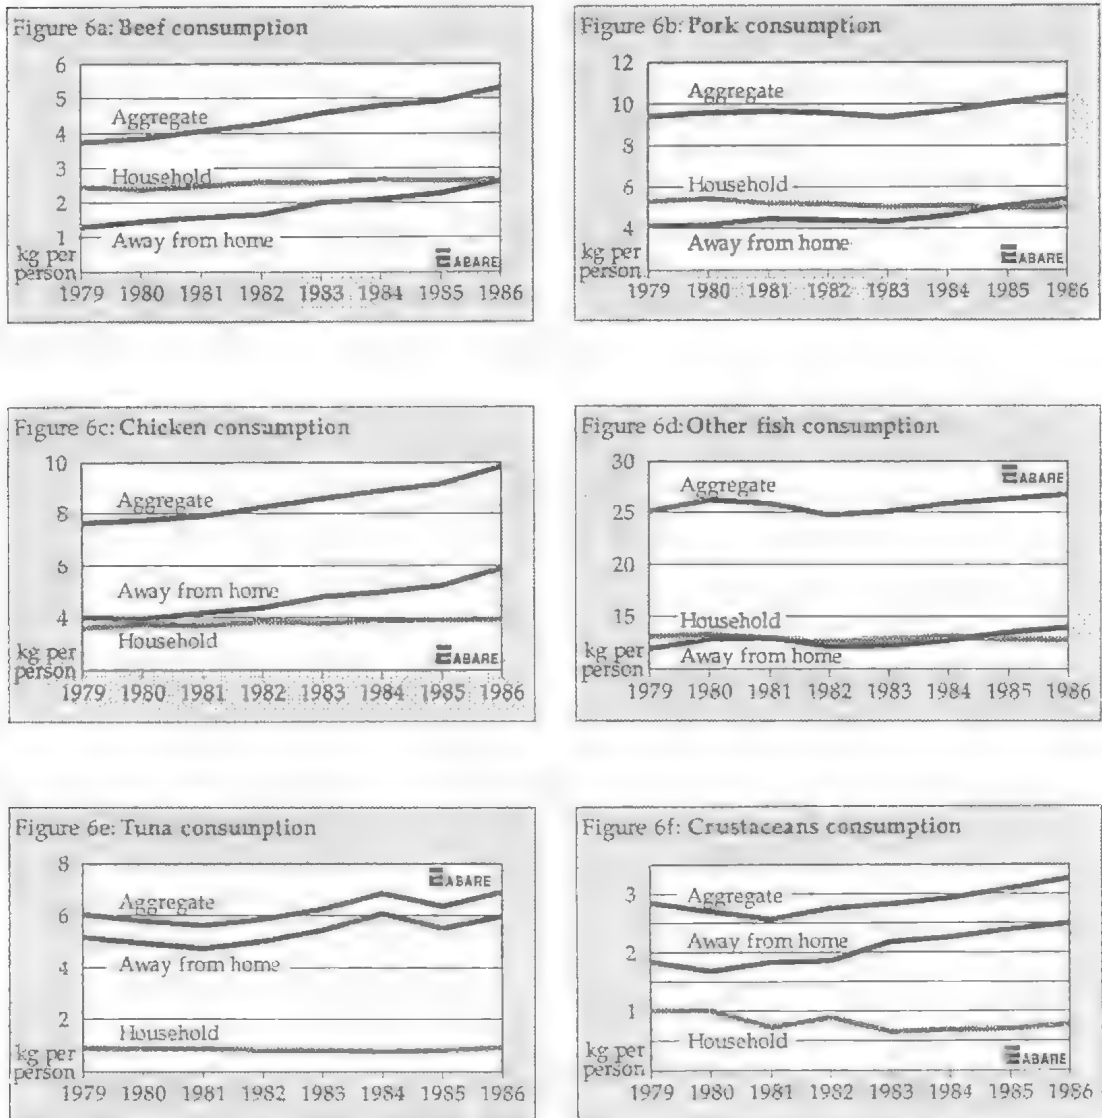 Figure 6a: Beef consumption
6
5
Aggregate
4
3
Household
2
1
Away from home
kg per
person
ABARE
1979 1980 1981 1982 1983 1984 1985 1986
Figure 6b: Pork consumption
12
Aggregate
10
8
Household
6
4
Away from home
kg per
person
ABARE
1979 1980 1981 1982 1983 1984 1985 1986
Figure 6c: Chicken consumption
10
Aggregate
8
6
Away from home
4
Household
kg per
person
ABARE
1979 1980 1981 1982 1983 1984 1985 1986
Figure 6d: Other fish consumption
30
ABARE
Aggregate
25
20
15
Household
Away from home
kg per
person
1979 1980 1981 1982 1983 1984 1985 1986
Figure 6e: Tuna consumption
8
ABARE
Aggregate
6
Away from home
4
2
Household
kg per
person
1979 1980 1981 1982 1983 1984 1985 1986
Figure 6f: Crustaceans consumption
3
Aggregate
Away from home
2
1
Household
kg per
person
ABARE
1979 1980 1981 1982 1983 1984 1985 1986